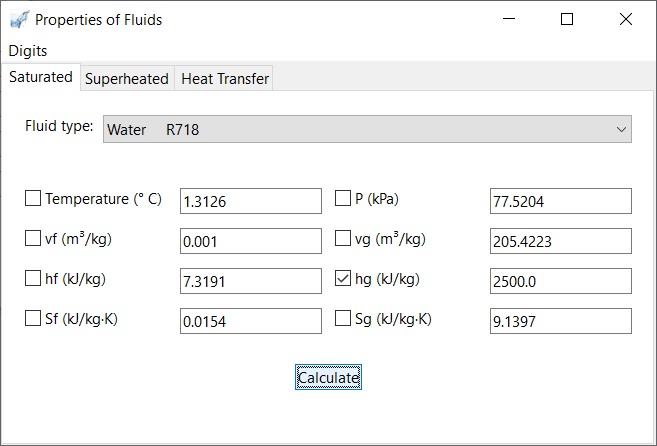 Properties of Fluids
Digits
Saturated Superheated Heat Transfer
Fluid type: Water R718
Temperature (° C) 1.3126 P (kPa) 77.5204
vf (m³/kg) 0.001 vg (m³/kg) 205.4223
hf (kJ/kg) 7.3191 hg (kJ/kg) 2500.0
Sf (kJ/kg·K) 0.0154 Sg (kJ/kg·K) 9.1397
Calculate